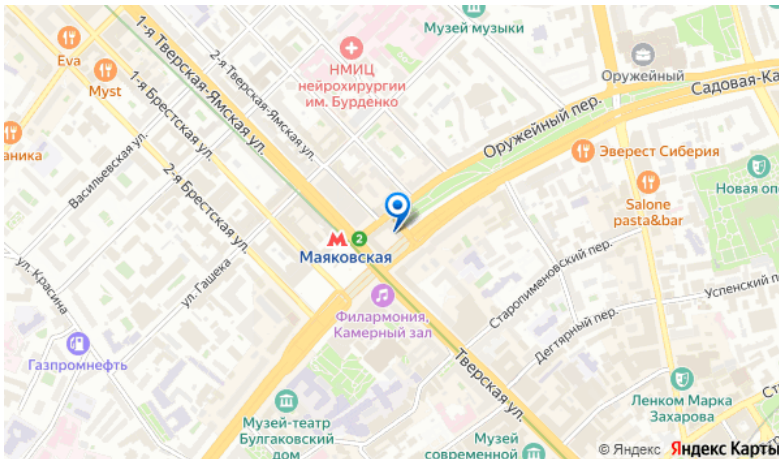 Музей музыки
Eva
Myst
1-я Тверская-Ямская ул.
2-я Тверская-Ямская ул.
НМИЦ
нейрохирургии
им. Бурденко
Оружейный
Садовая-Ка
1-я Брестская ул.
Оружейный пер.
аника
Васильевская ул.
Эверест Сиберия
2-я Брестская ул.
Salone
pasta&bar
Новая опе
2
Маяковская
ул. Красина
ул. Гашека
Старопименовский пер.
Успенский п
Филармония,
Камерный зал
Дегтярный пер.
Газпромнефть
Тверская ул.
Музей-театр
Булгаковский
дом
Ленком Марка
Захарова
Ст
Музей
современной
© Яндекс Яндекс Карты